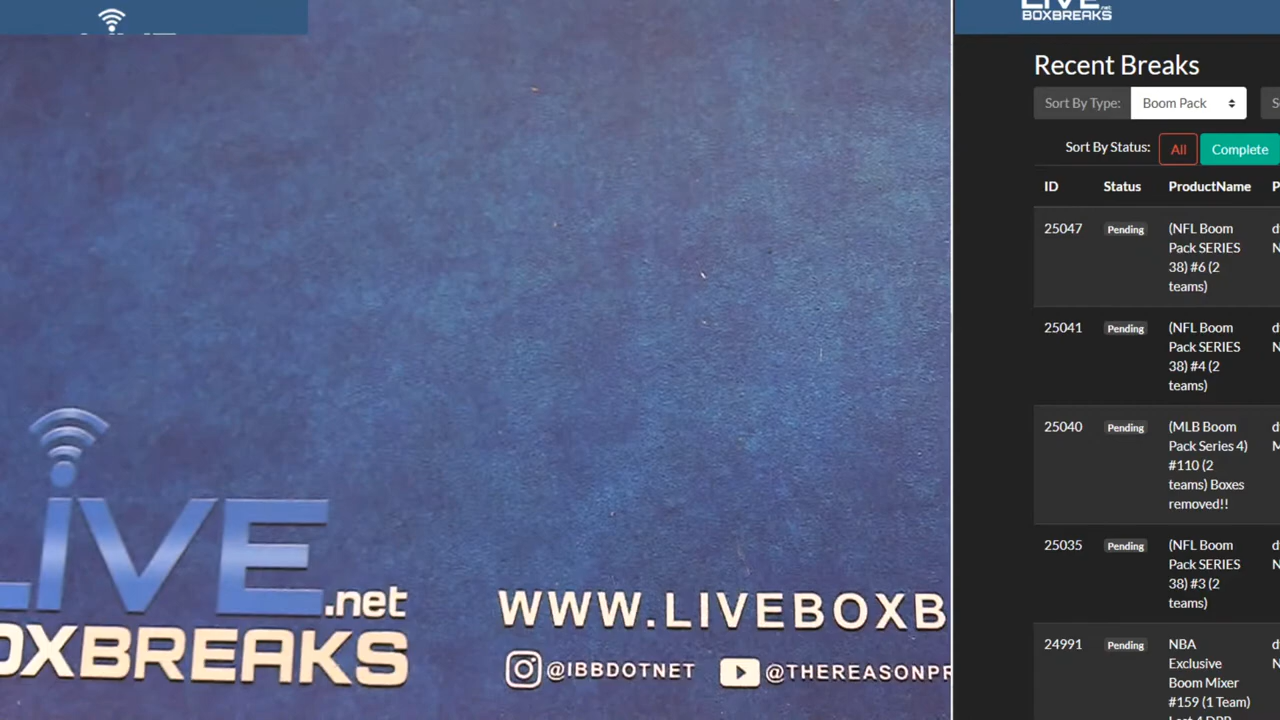 LIVE
.net
BOXBREAKS
WWW.LIVEBOXB
@IBBDOTNET
@THEREASONPR
LIVE
.net
BOXBREAKS
Recent Breaks
Sort By Type: Boom Pack
Sort By Status: All Complete
ID Status ProductName
25047 Pending (NFL Boom
Pack SERIES
38) #6 (2
teams)
25041 Pending (NFL Boom
Pack SERIES
38) #4 (2
teams)
25040 Pending (MLB Boom
Pack Series 4)
#110 (2
teams) Boxes
removed!!
25035 Pending (NFL Boom
Pack SERIES
38) #3 (2
teams)
24991 Pending NBA
Exclusive
Boom Mixer
#159 (1 Team)